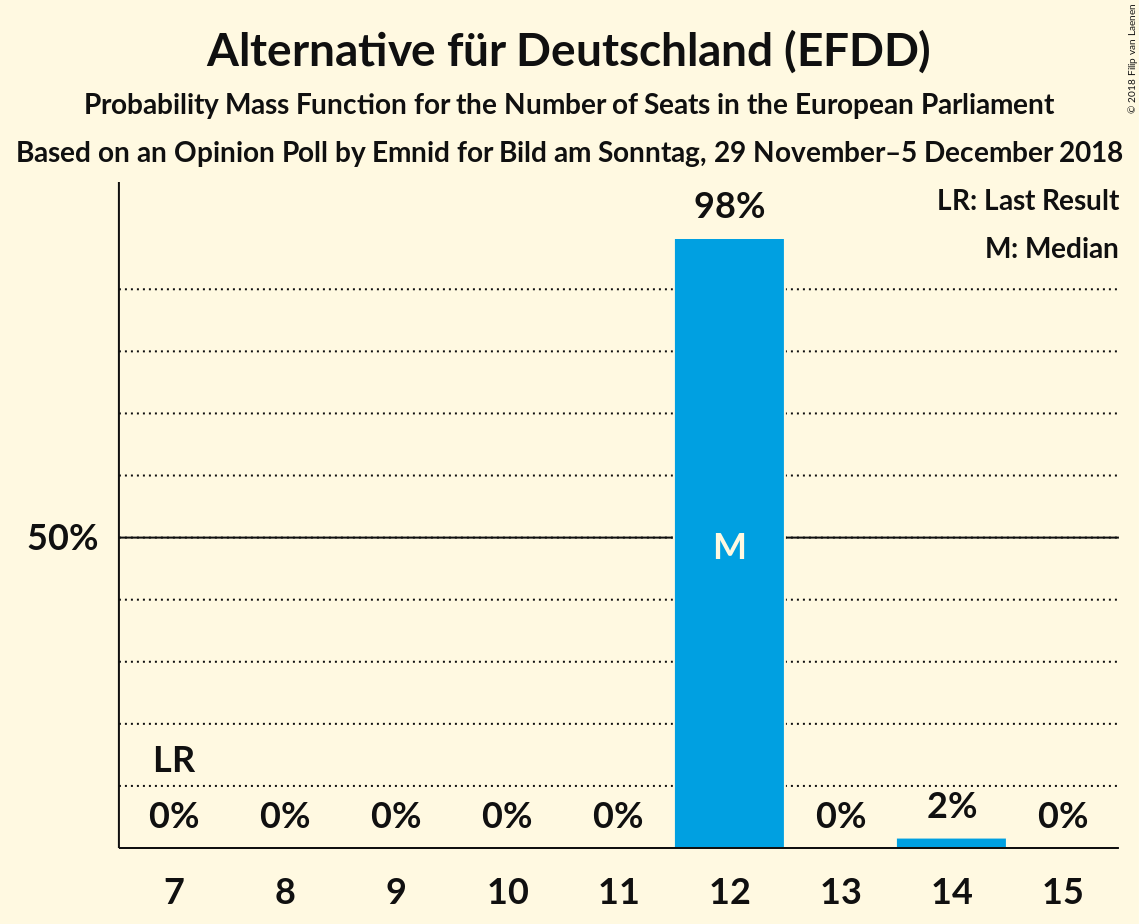 Alternative für Deutschland (EFDD)
Probability Mass Function for the Number of Seats in the European Parliament
Based on an Opinion Poll by Emnid for Bild am Sonntag, 29 November–5 December 2018
© 2018 Filip van Laenen
LR: Last Result
M: Median
98%
50%
M
LR
0% 0% 0% 0% 0% 0% 2% 0%
7 8 9 10 11 12 13 14 15